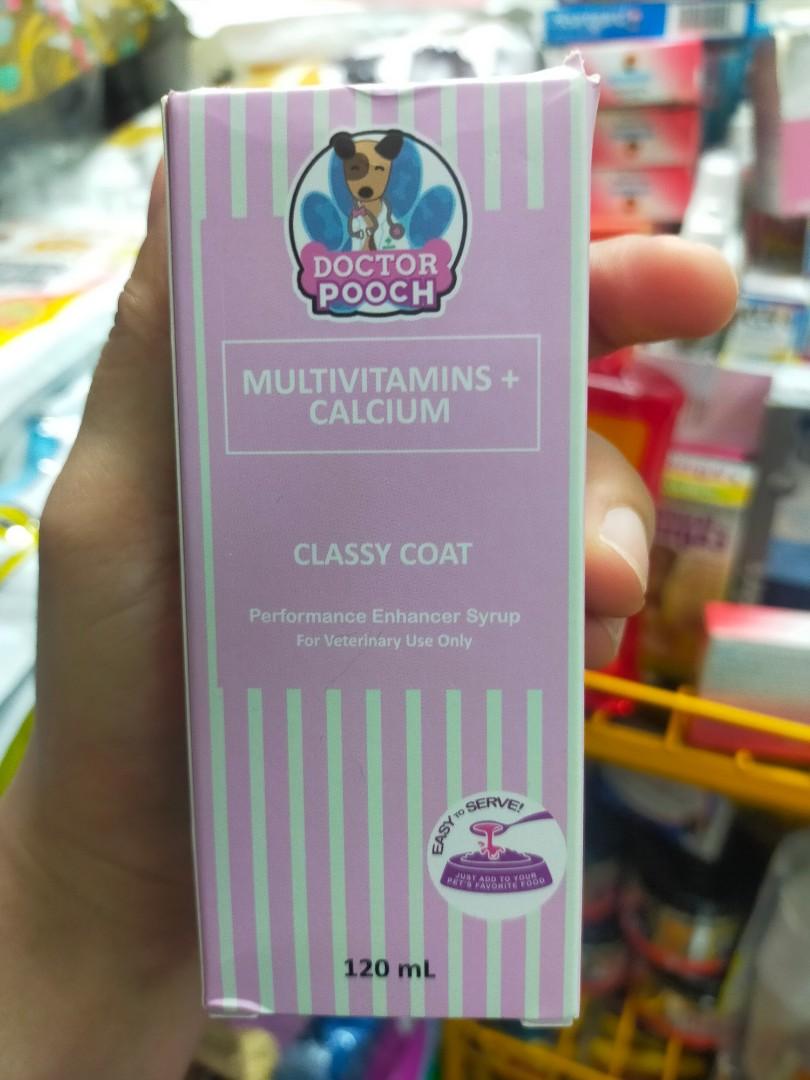 DOCTOR
POOCH
MULTIVITAMINS +
CALCIUM
CLASSY COAT
Performance Enhancer Syrup
For Veterinary Use Only
EASY TO SERVE!
JUST ADD TO YOUR
PET'S FAVORITE FOOD
120 mL